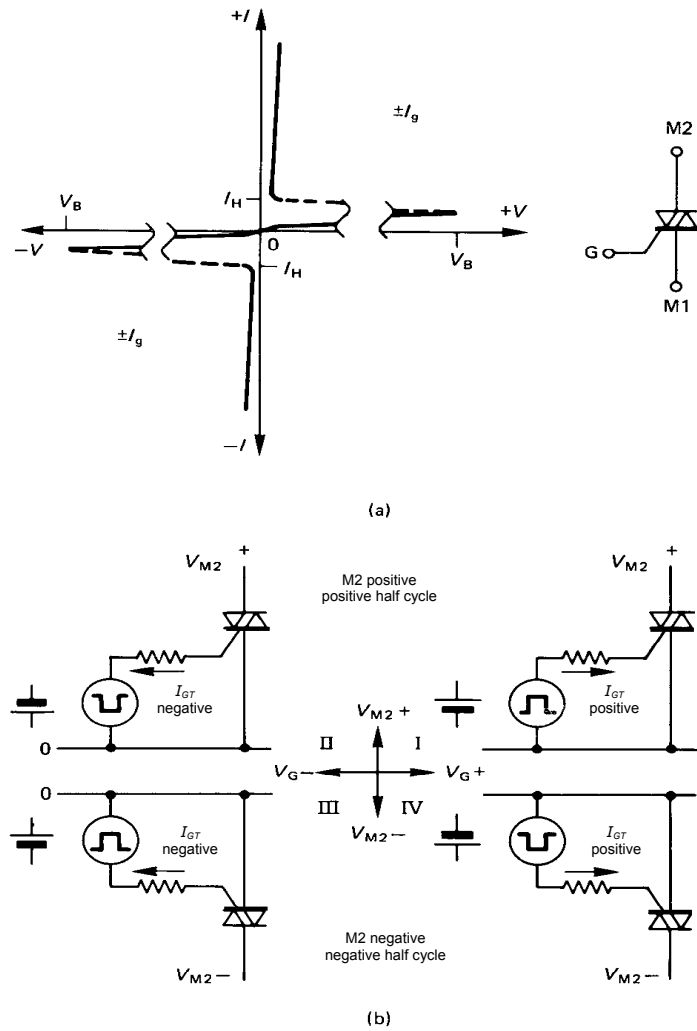 +I
±Ig
M2
VB
IH
+V
0
−V
G
IH
VB
M1
±Ig
−I
(a)
+
VM2
M2 positive
positive half cycle
+
VM2
IGT
negative
IGT
positive
VM2 +
0
II
I
VG−
VG +
0
III
IV
IGT
negative
VM2 −
IGT
positive
M2 negative
negative half cycle
VM2 −
VM2 −
(b)